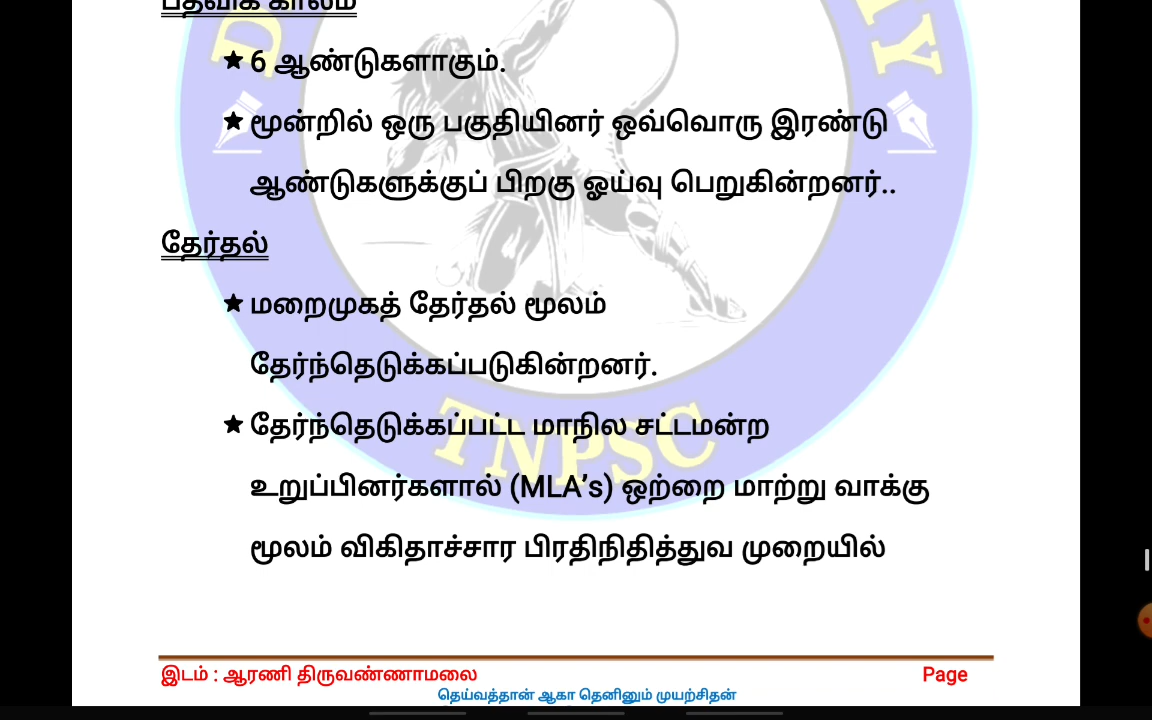 பதவிக் காலம்
★ 6 ஆண்டுகளாகும்.
★ மூன்றில் ஒரு பகுதியினர் ஒவ்வொரு இரண்டு
ஆண்டுகளுக்குப் பிறகு ஓய்வு பெறுகின்றனர்..
தேர்தல்
★ மறைமுகத் தேர்தல் மூலம்
தேர்ந்தெடுக்கப்படுகின்றனர்.
★ தேர்ந்தெடுக்கப்பட்ட மாநில சட்டமன்ற
உறுப்பினர்களால் (MLA’s) ஒற்றை மாற்று வாக்கு
மூலம் விகிதாச்சார பிரதிநிதித்துவ முறையில்
TNPSC
இடம் : ஆரணி திருவண்ணாமலை Page
தெய்வத்தான் ஆகா தெனினும் முயற்சிதன்